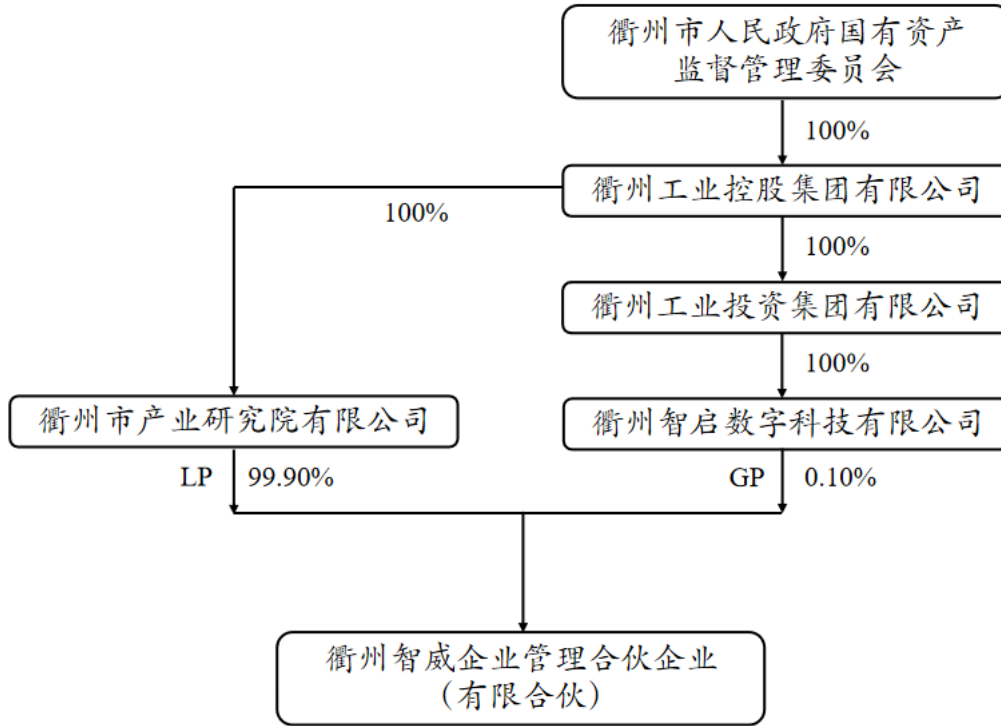 衢州市人民政府国有资产
监督管理委员会
100%
衢州工业控股集团有限公司
100%
100%
衢州工业投资集团有限公司
100%
衢州市产业研究院有限公司
衢州智启数字科技有限公司
LP 99.90%
GP 0.10%
衢州智威企业管理合伙企业
（有限合伙）